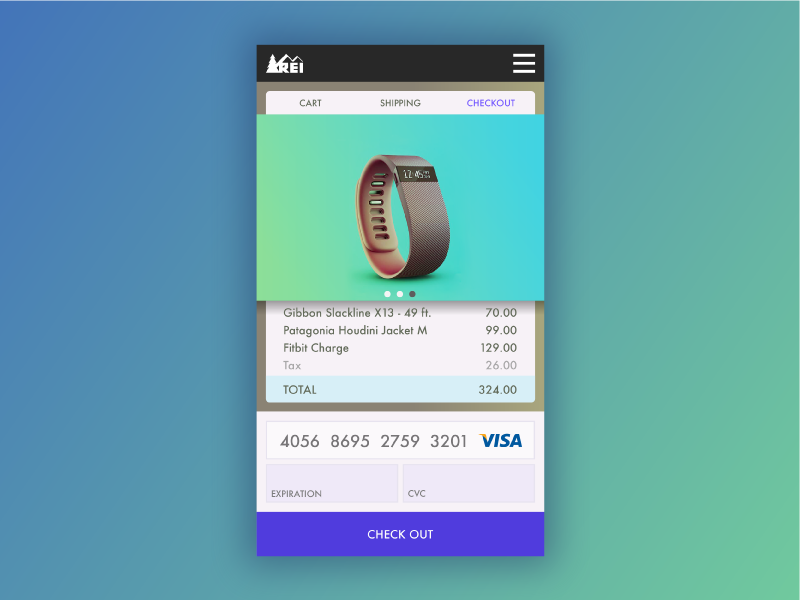 REI
CART SHIPPING CHECKOUT
12:45
Gibbon Slackline X13 - 49 ft. 70.00
Patagonia Houdini Jacket M 99.00
Fitbit Charge 129.00
Tax 26.00
TOTAL 324.00
4056 8695 2759 3201 VISA
EXPIRATION CVC
CHECK OUT